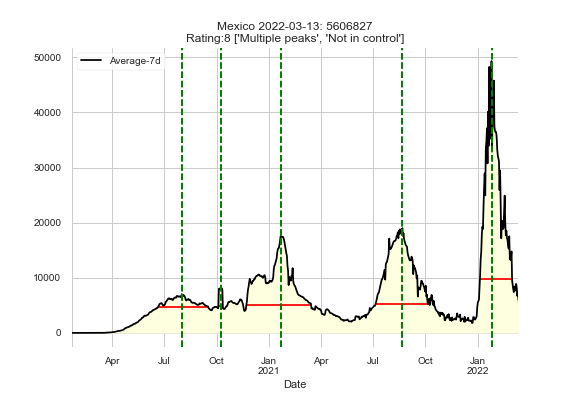 Mexico 2022-03-13: 5606827
Rating:8 ['Multiple peaks', 'Not in control']
Average-7d
50000
40000
30000
20000
10000
0
Apr
Jul
Oct
Jan
2021
Apr
Jul
Oct
Jan
2022
Date